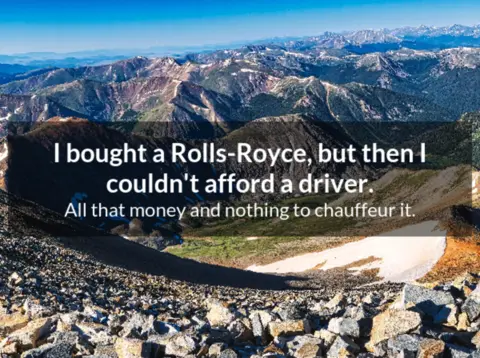 I bought a Rolls-Royce, but then I
couldn't afford a driver.
All that money and nothing to chauffeur it.